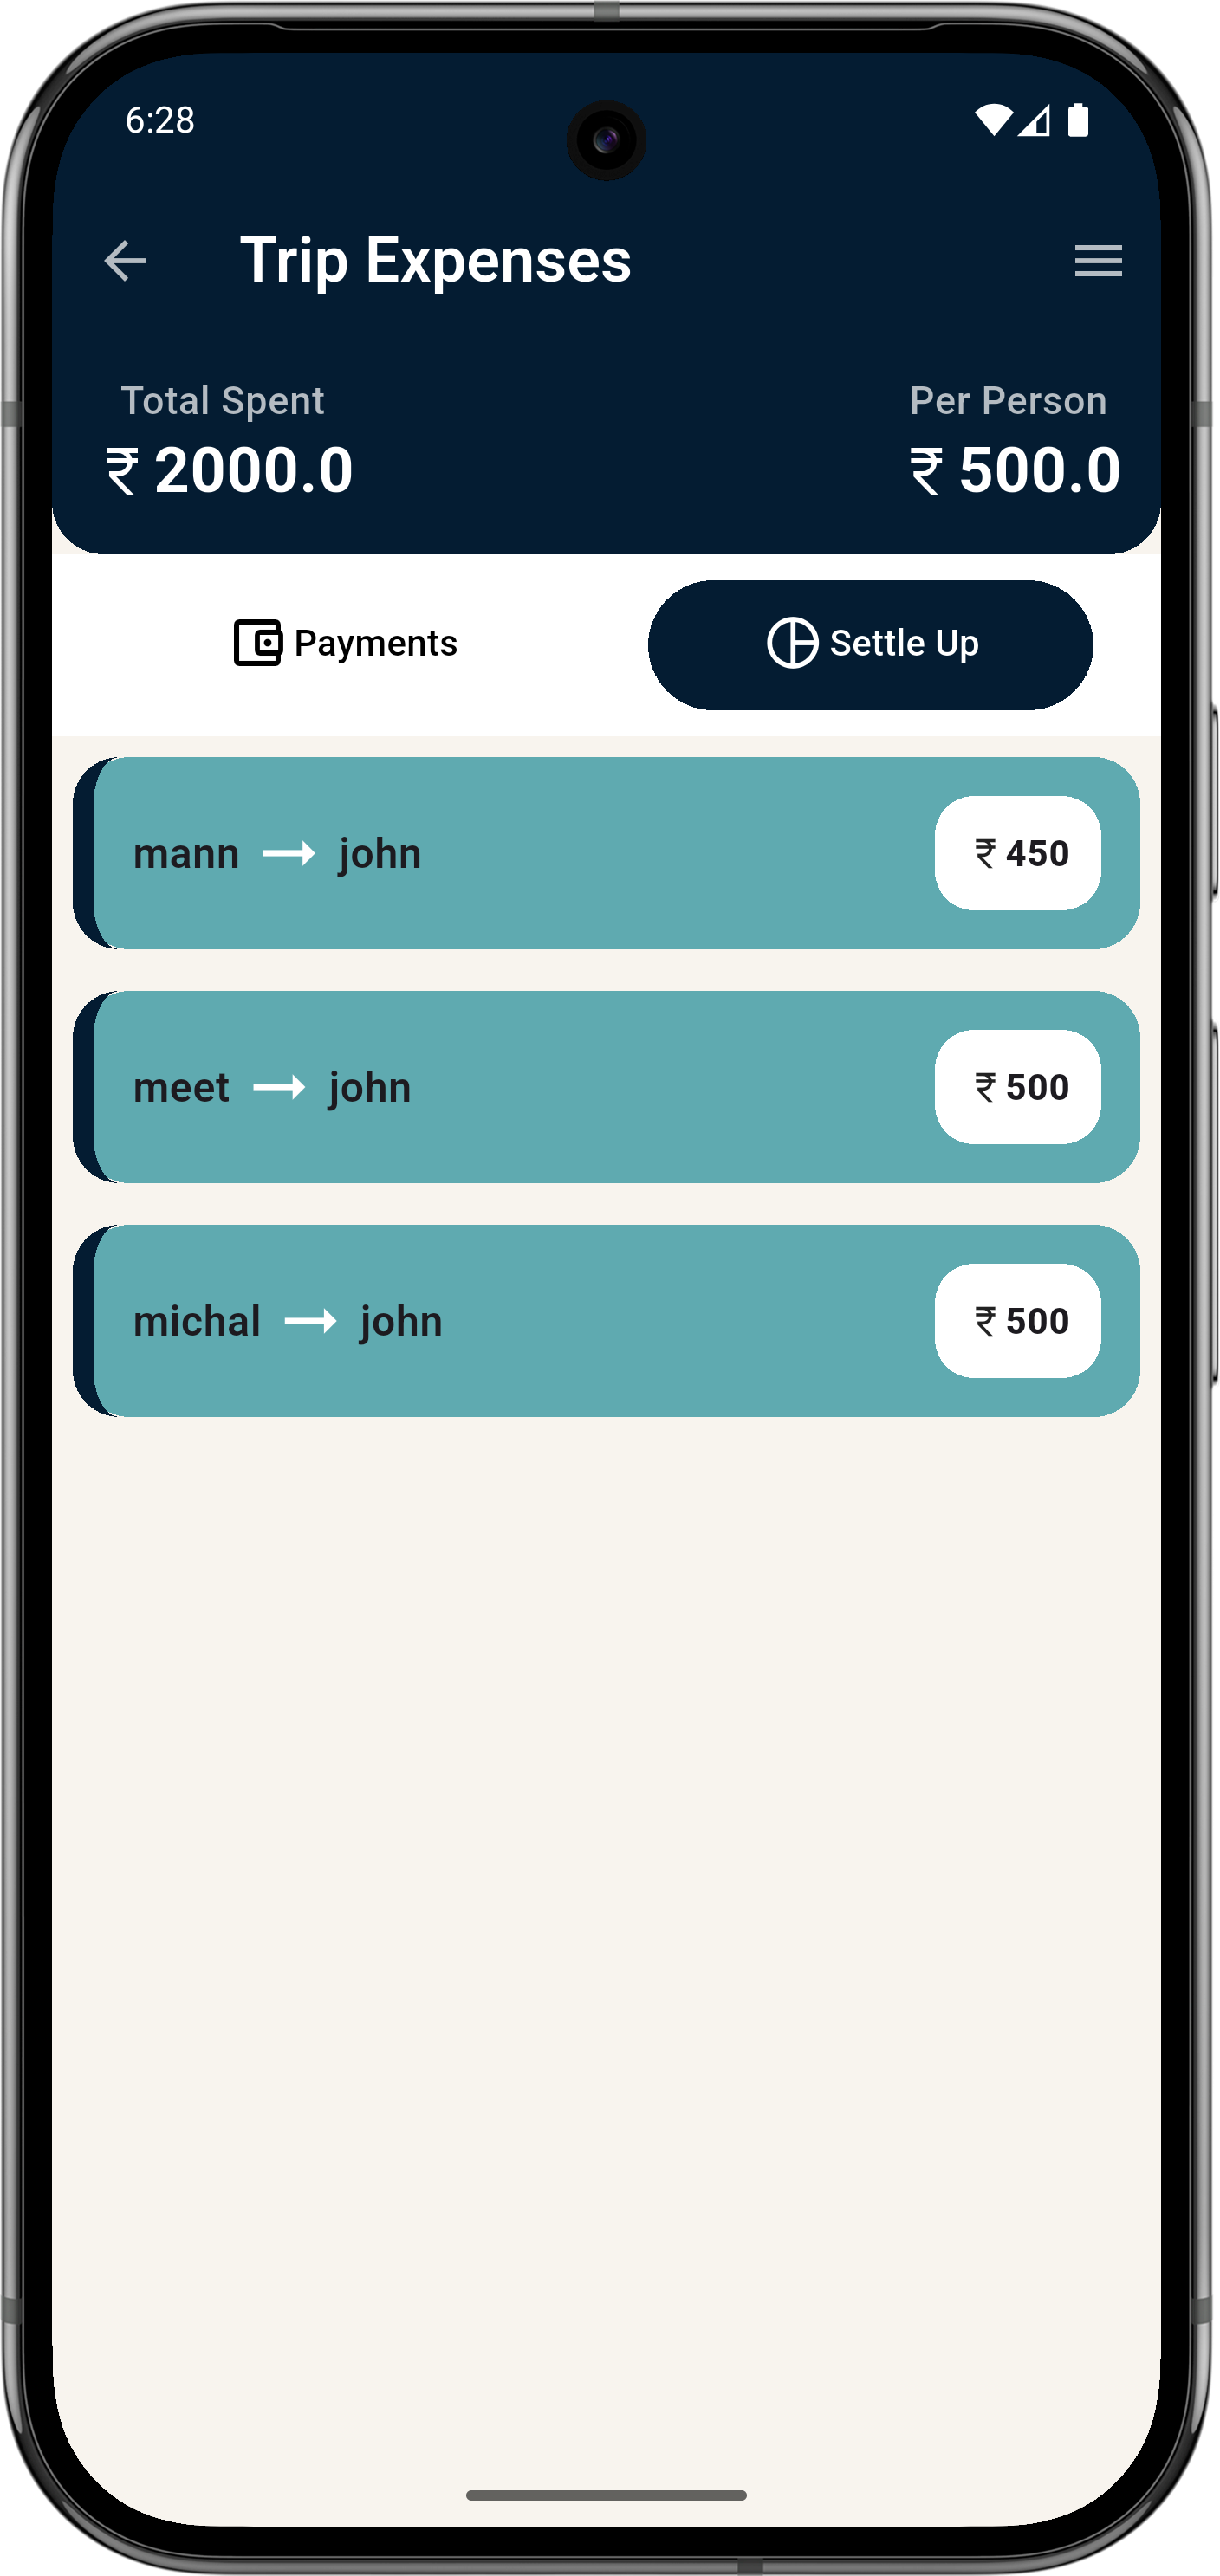 6:28
Trip Expenses
Total Spent Per Person
₹ 2000.0 ₹ 500.0
Payments Settle Up
mann john ₹ 450
meet john ₹ 500
michal john ₹ 500